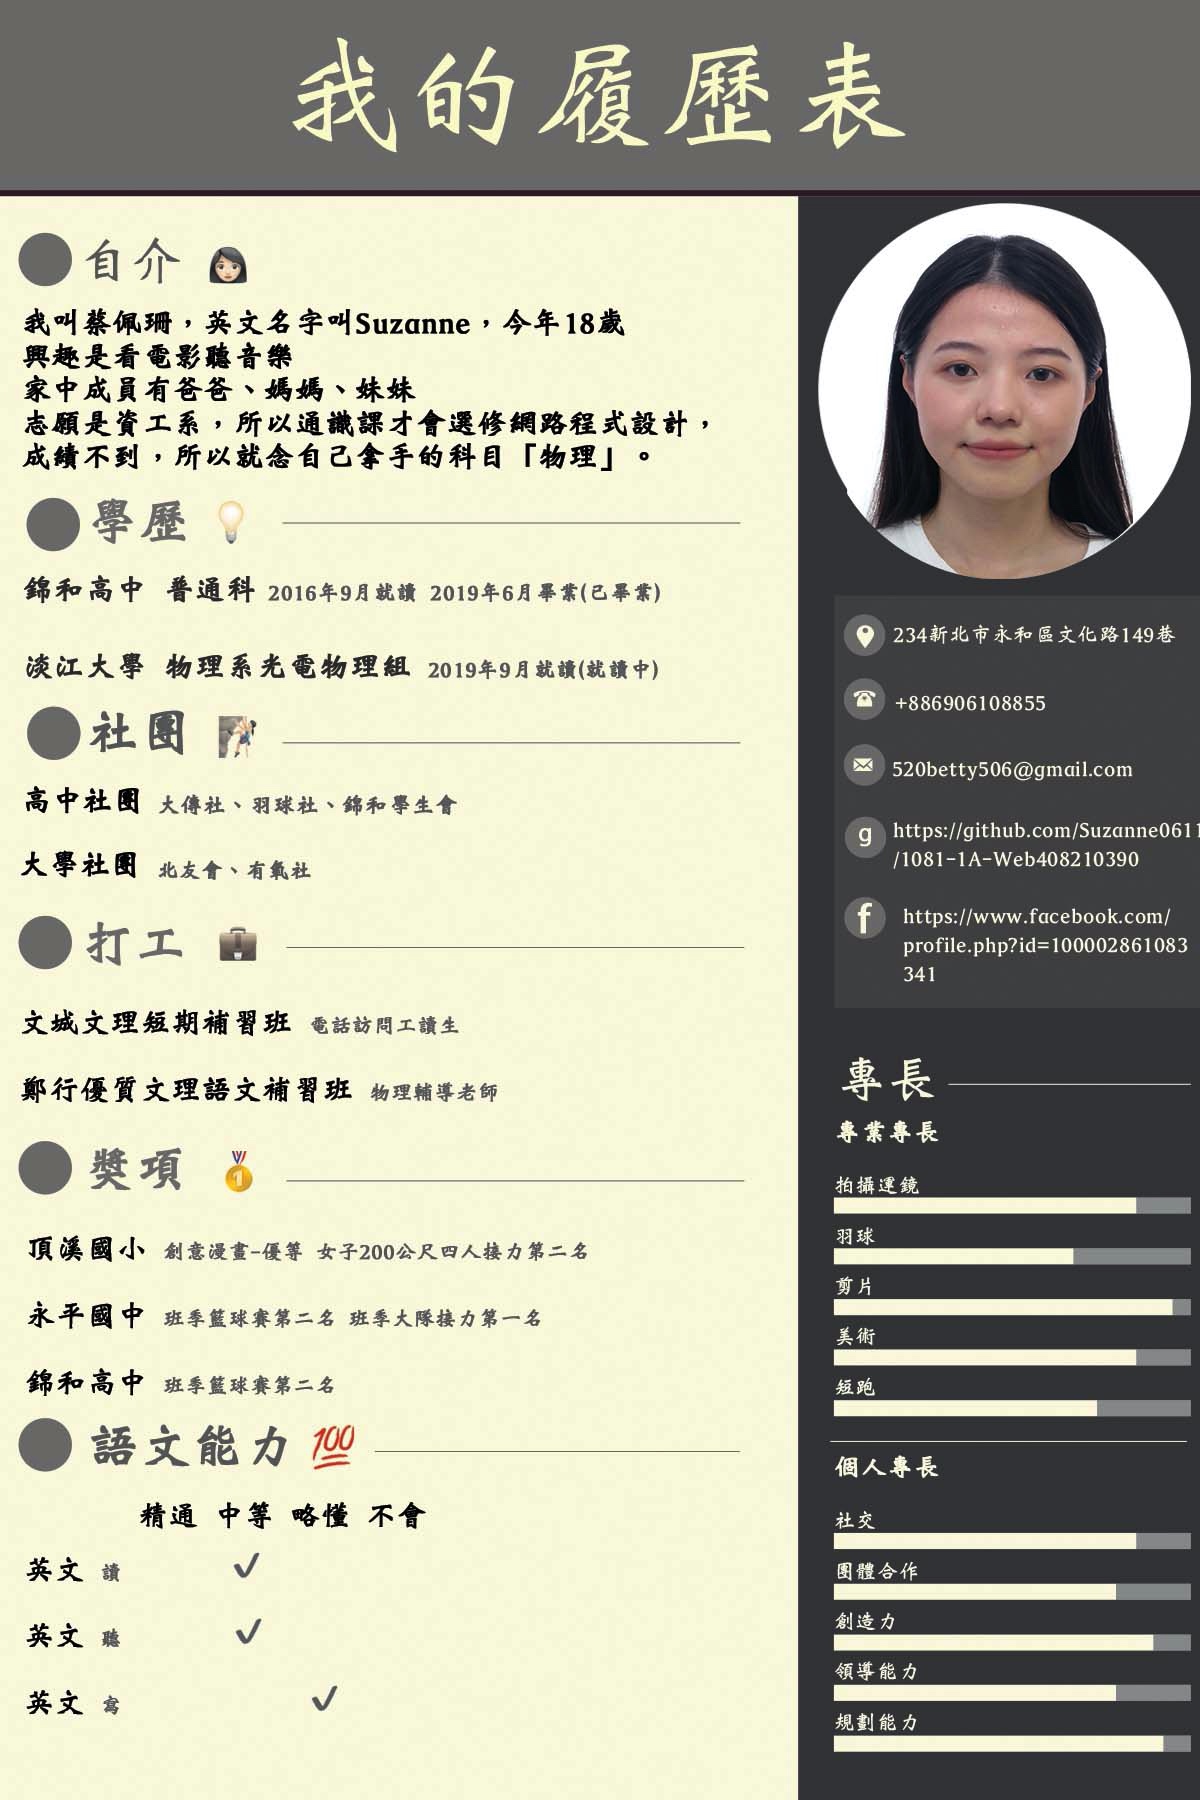 我的履歷表
自介
我叫蔡佩珊，英文名字叫Suzanne，今年18歲
興趣是看電影聽音樂
家中成員有爸爸、媽媽、妹妹
志願是資工系，所以通識課才會選修網路程式設計，
成績不到，所以就念自己拿手的科目「物理」。
學歷
錦和高中 普通科 2016年9月就讀 2019年6月畢業(已畢業)
淡江大學 物理系光電物理組 2019年9月就讀(就讀中)
社團
高中社團 大傳社、羽球社、錦和學生會
大學社團 北友會、有氧社
打工
文城文理短期補習班 電話訪問工讀生
鄭行優質文理語文補習班 物理輔導老師
獎項
頂溪國小 創意漫畫-優等 女子200公尺四人接力第二名
永平國中 班季籃球賽第二名 班季大隊接力第一名
錦和高中 班季籃球賽第二名
語文能力 100
精通 中等 略懂 不會
英文 讀 ✓
英文 聽 ✓
英文 寫 ✓
234新北市永和區文化路149巷
+886906108855
520betty506@gmail.com
g https://github.com/Suzanne0611
/1081-1A-Web408210390
f https://www.facebook.com/
profile.php?id=100002861083
341
專長
專業專長
拍攝運鏡
羽球
剪片
美術
短跑
個人專長
社交
團體合作
創造力
領導能力
規劃能力